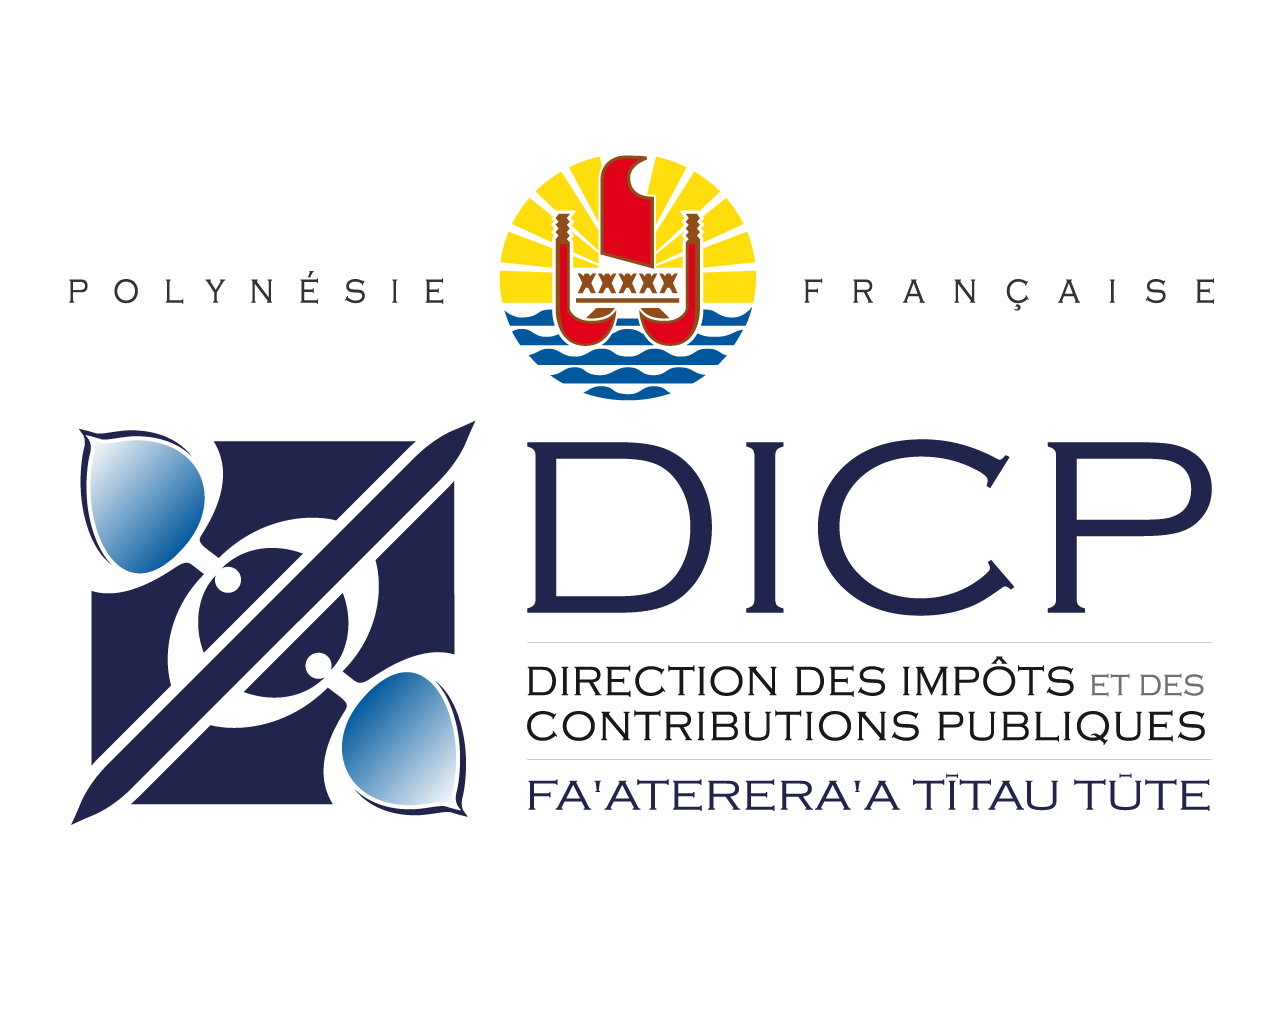 POLYNÉSIE FRANÇAISE
DICP
DIRECTION DES IMPÔTS ET DES
CONTRIBUTIONS PUBLIQUES
FA'ATERERA'A TĪTAU TŪTE